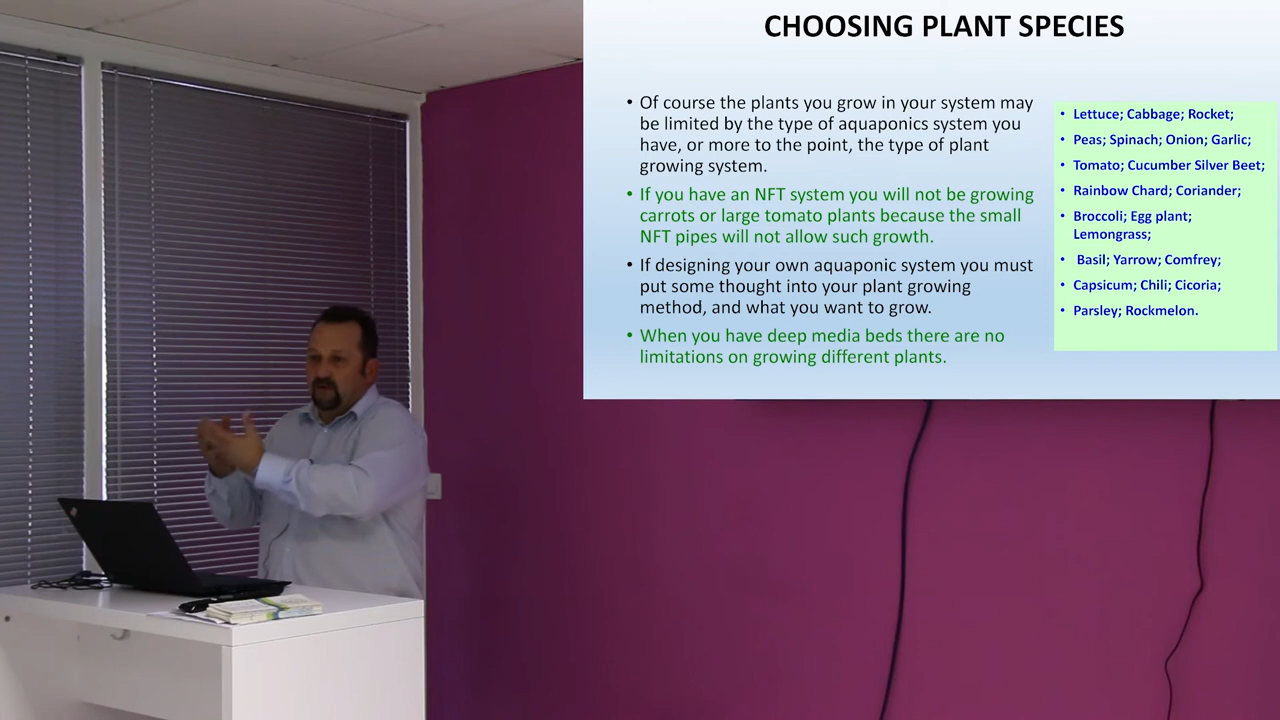 CHOOSING PLANT SPECIES
• Of course the plants you grow in your system may
be limited by the type of aquaponics system you
have, or more to the point, the type of plant
growing system.
• If you have an NFT system you will not be growing
carrots or large tomato plants because the small
NFT pipes will not allow such growth.
• If designing your own aquaponic system you must
put some thought into your plant growing
method, and what you want to grow.
• When you have deep media beds there are no
limitations on growing different plants.
• Lettuce; Cabbage; Rocket;
• Peas; Spinach; Onion; Garlic;
• Tomato; Cucumber Silver Beet;
• Rainbow Chard; Coriander;
• Broccoli; Egg plant;
Lemongrass;
• Basil; Yarrow; Comfrey;
• Capsicum; Chili; Cicoria;
• Parsley; Rockmelon.